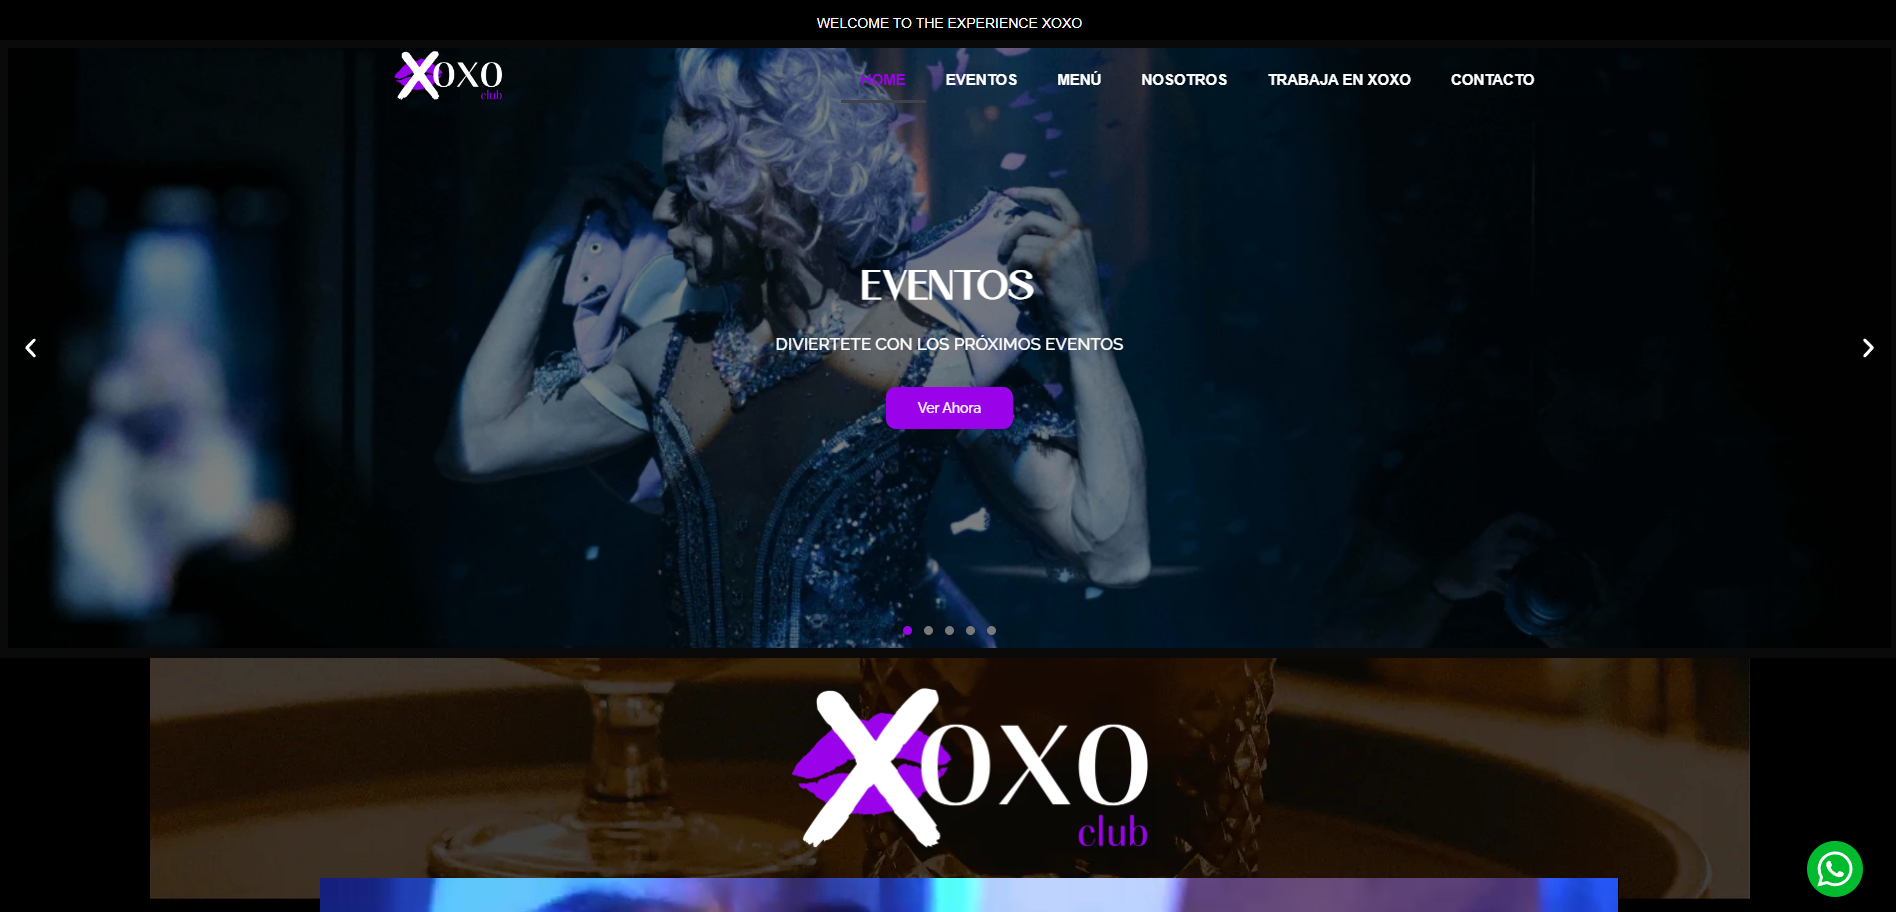 WELCOME TO THE EXPERIENCE XOXO
XOXO
club
HOME EVENTOS MENÚ NOSOTROS TRABAJA EN XOXO CONTACTO
EVENTOS
DIVIERTETE CON LOS PRÓXIMOS EVENTOS
Ver Ahora
XOXO
club